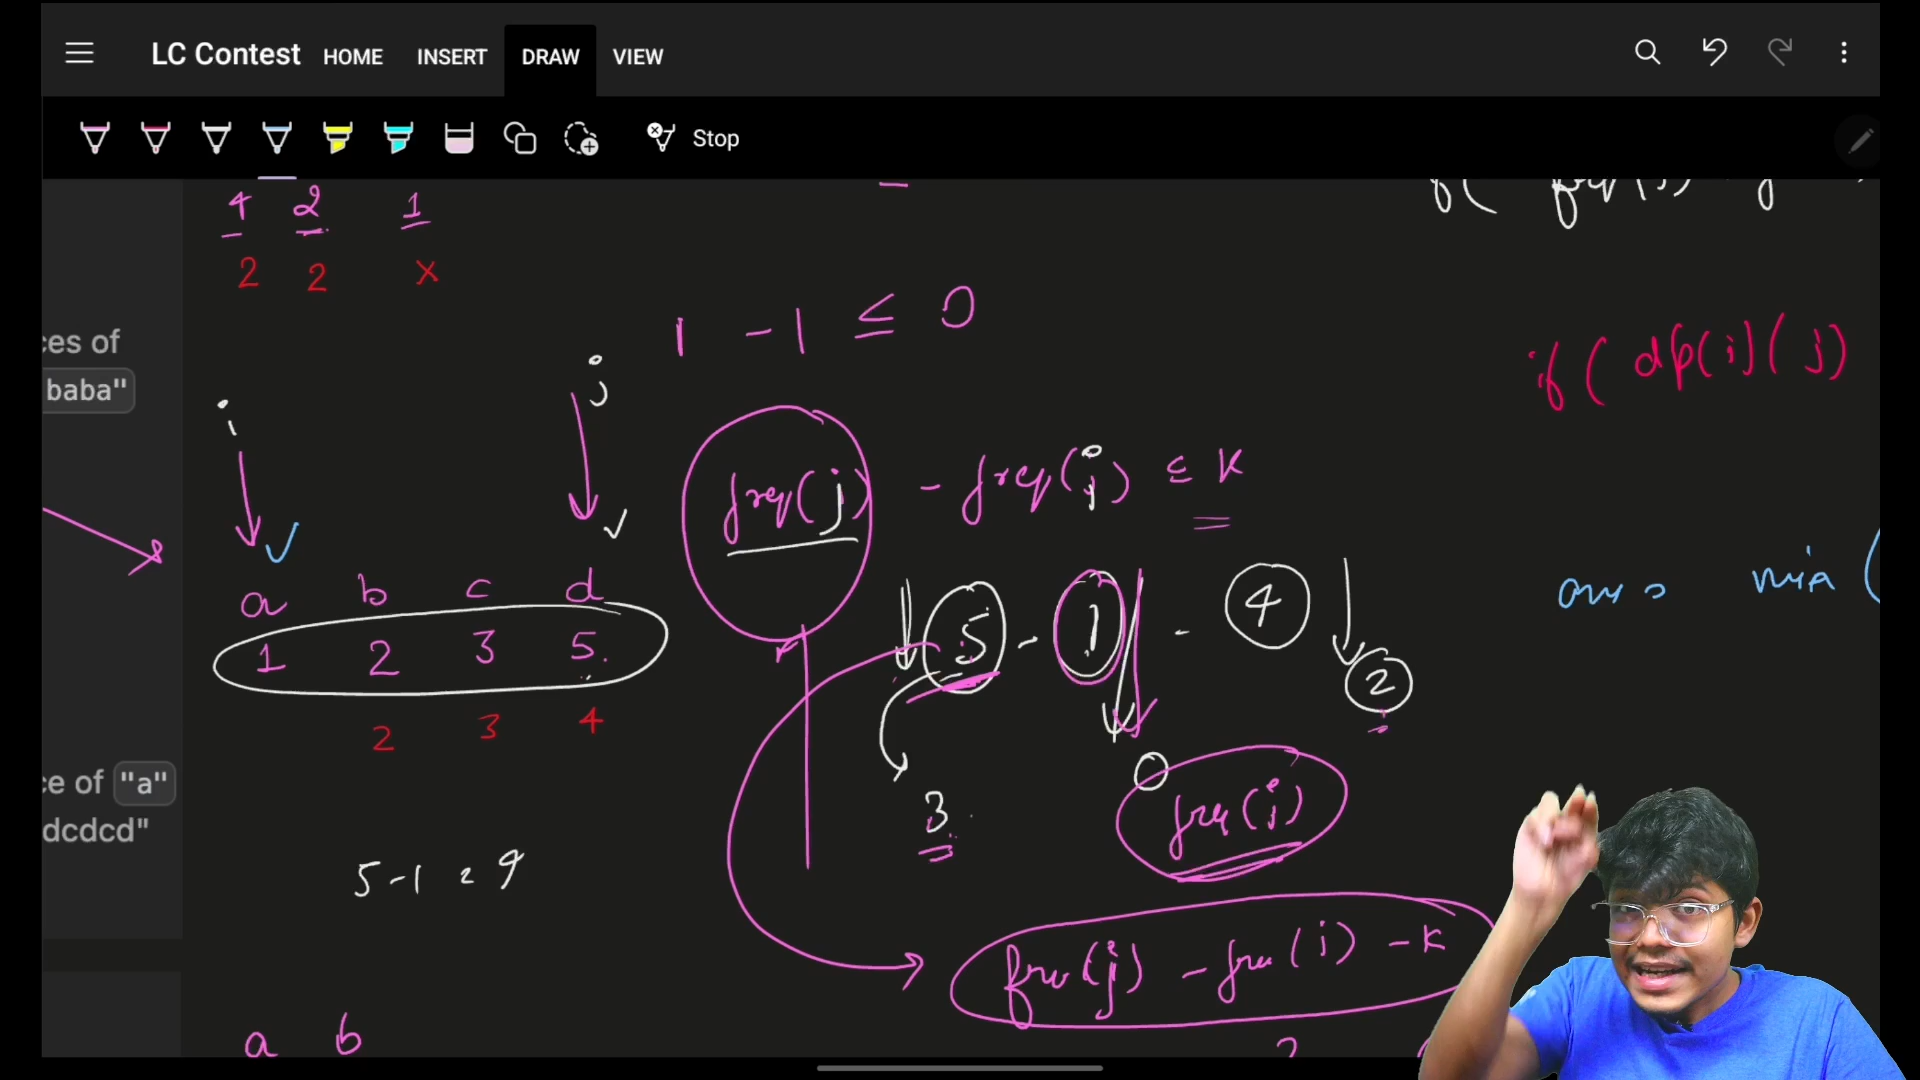 LC Contest HOME INSERT DRAW VIEW
Stop
4 2 1
2 2 x
if( freq(j)
1 - 1 ≤ 0
ces of
baba"
if( dp(i)(j)
i
j
freq(j) - freq(i) ≤ k
a b c d
1 2 3 5.
2 3 4
5 - 1 - 4
2
ans = min (
3
freq(i)
ce of "a"
dcdcd"
5 - 1 = 4
freq(j) - freq(i) - k
a b